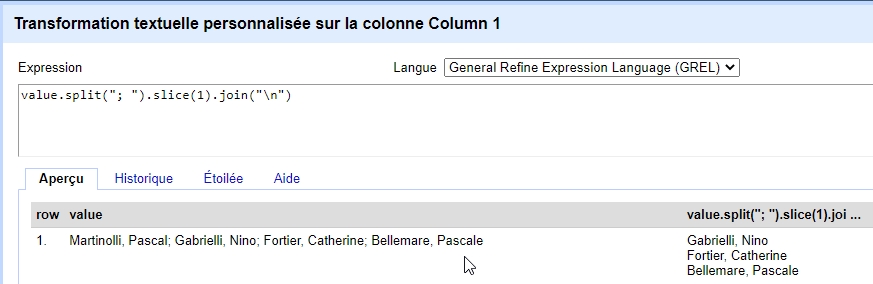 Transformation textuelle personnalisée sur la colonne Column 1
Expression Langue General Refine Expression Language (GREL)
value.split("; ").slice(1).join("\n")
Aperçu Historique Étoilée Aide
row value value.split("; ").slice(1).joi ...
1. Martinolli, Pascal; Gabrielli, Nino; Fortier, Catherine; Bellemare, Pascale Gabrielli, Nino
Fortier, Catherine
Bellemare, Pascale